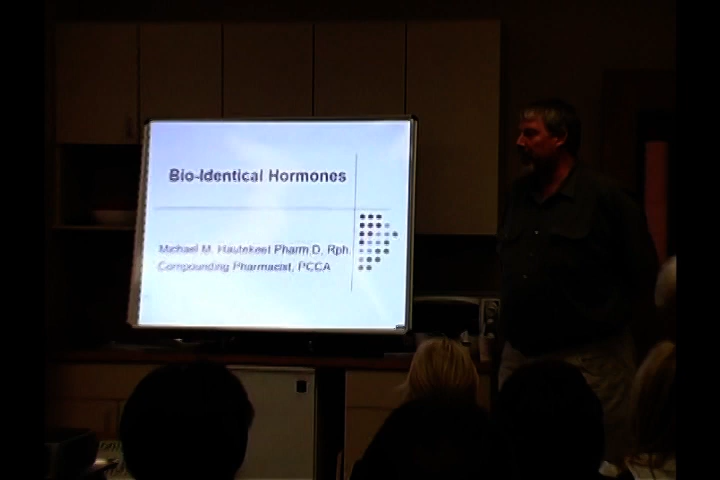 Bio-Identical Hormones
Michael M. Hautekeet Pharm D, Rph.
Compounding Pharmacist, PCCA